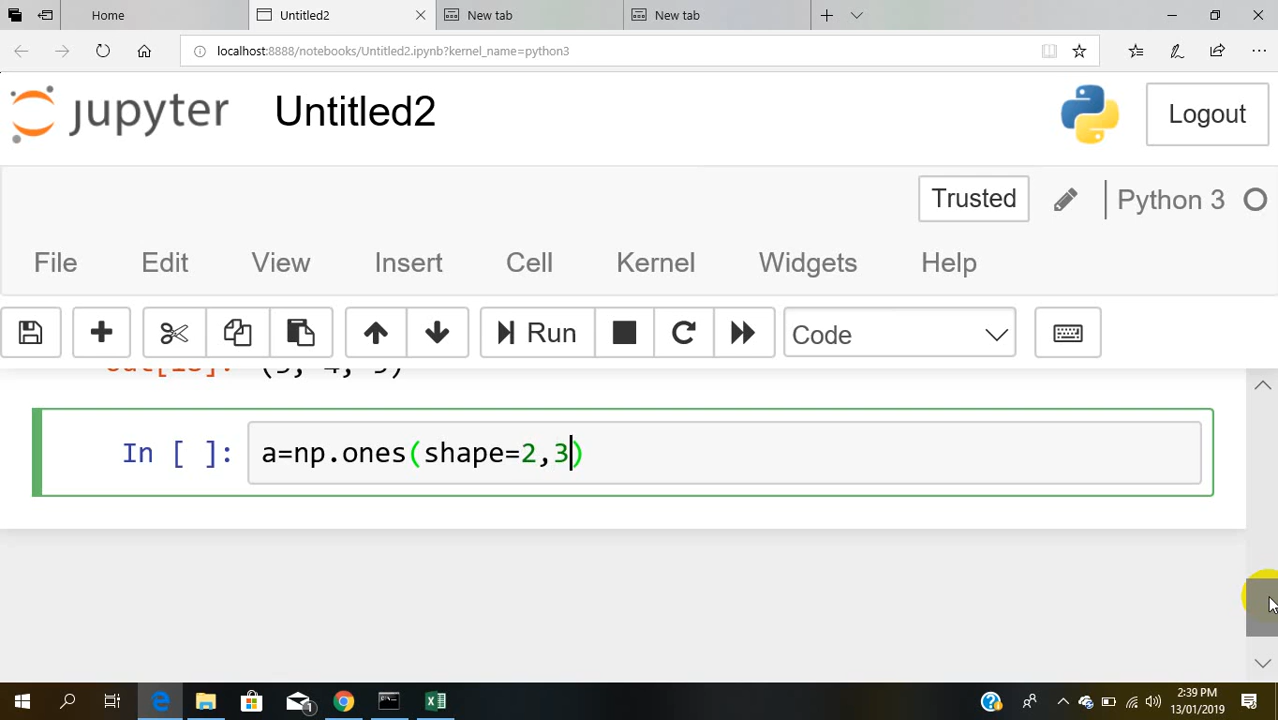 Home
Untitled2
New tab
New tab
localhost:8888/notebooks/Untitled2.ipynb?kernel_name=python3
jupyter
Untitled2
Logout
Trusted
Python 3
File
Edit
View
Insert
Cell
Kernel
Widgets
Help
Run
Code
In [ ]:
a=np.ones(shape=2,3)
1
2:39 PM
13/01/2019